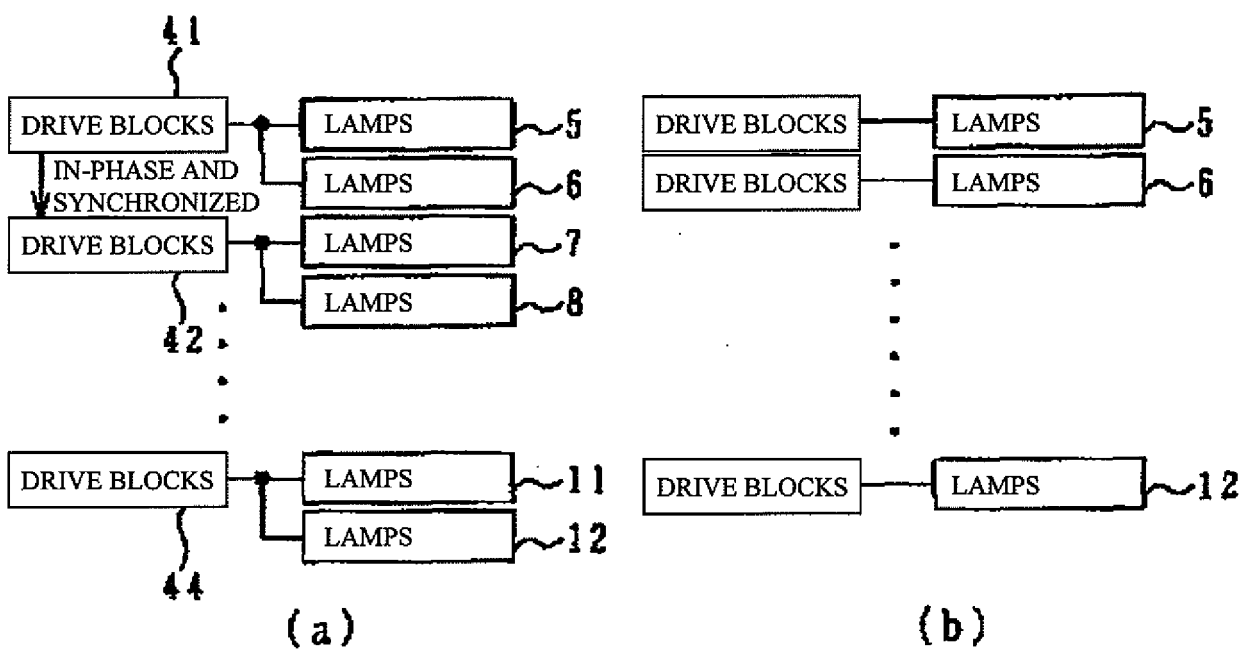 41
DRIVE BLOCKS
LAMPS
5
IN-PHASE AND
SYNCHRONIZED
LAMPS
6
DRIVE BLOCKS
LAMPS
7
LAMPS
8
42
DRIVE BLOCKS
LAMPS
11
LAMPS
12
44
(a)
DRIVE BLOCKS
LAMPS
5
DRIVE BLOCKS
LAMPS
6
DRIVE BLOCKS
LAMPS
12
(b)